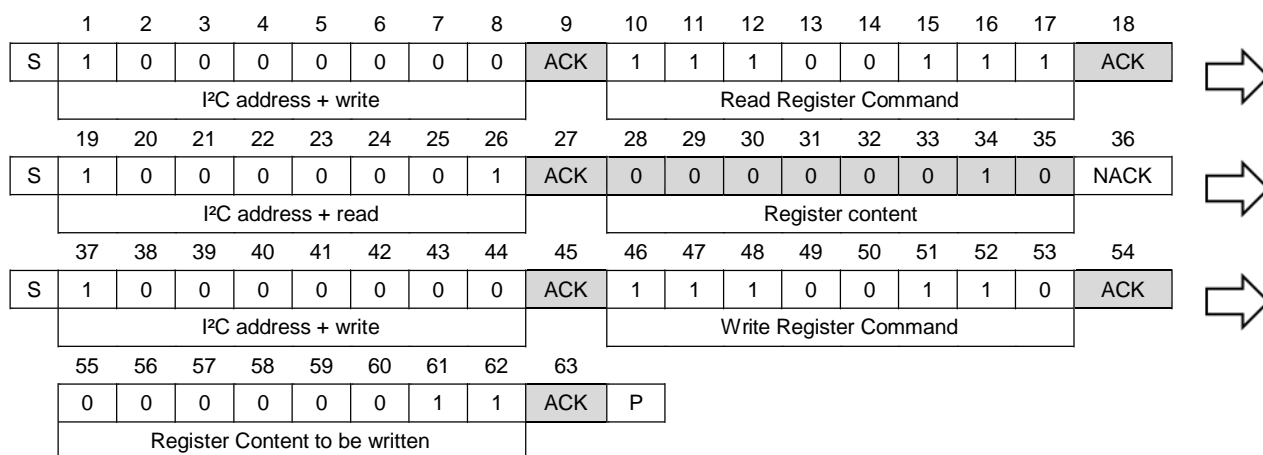 1 2 3 4 5 6 7 8 9 10 11 12 13 14 15 16 17 18
S 1 0 0 0 0 0 0 0 ACK 1 1 1 0 0 1 1 1 ACK
I²C address + write Read Register Command
19 20 21 22 23 24 25 26 27 28 29 30 31 32 33 34 35 36
S 1 0 0 0 0 0 0 1 ACK 0 0 0 0 0 0 1 0 NACK
I²C address + read Register content
37 38 39 40 41 42 43 44 45 46 47 48 49 50 51 52 53 54
S 1 0 0 0 0 0 0 0 ACK 1 1 1 0 0 1 1 0 ACK
I²C address + write Write Register Command
55 56 57 58 59 60 61 62 63
0 0 0 0 0 0 1 1 ACK P
Register Content to be written